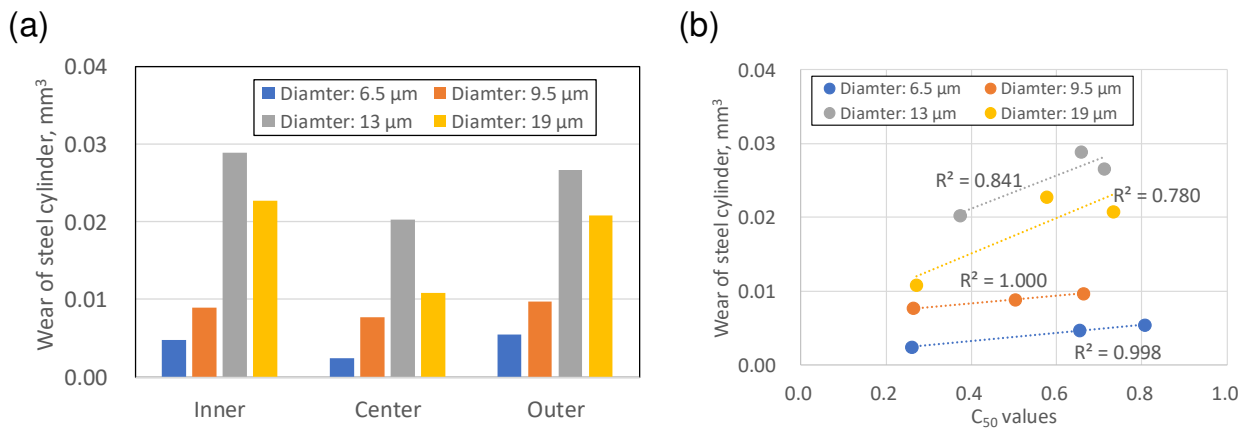 (a)
Wear of steel cylinder, mm³
0.04
0.03
0.02
0.01
0.00
Diamter: 6.5 µm
Diamter: 9.5 µm
Diamter: 13 µm
Diamter: 19 µm
Inner
Center
Outer
(b)
Wear of steel cylinder, mm³
0.04
0.03
0.02
0.01
0.00
Diamter: 6.5 µm
Diamter: 9.5 µm
Diamter: 13 µm
Diamter: 19 µm
R² = 0.841
R² = 0.780
R² = 1.000
R² = 0.998
0.0
0.2
0.4
0.6
0.8
1.0
C₅₀ values